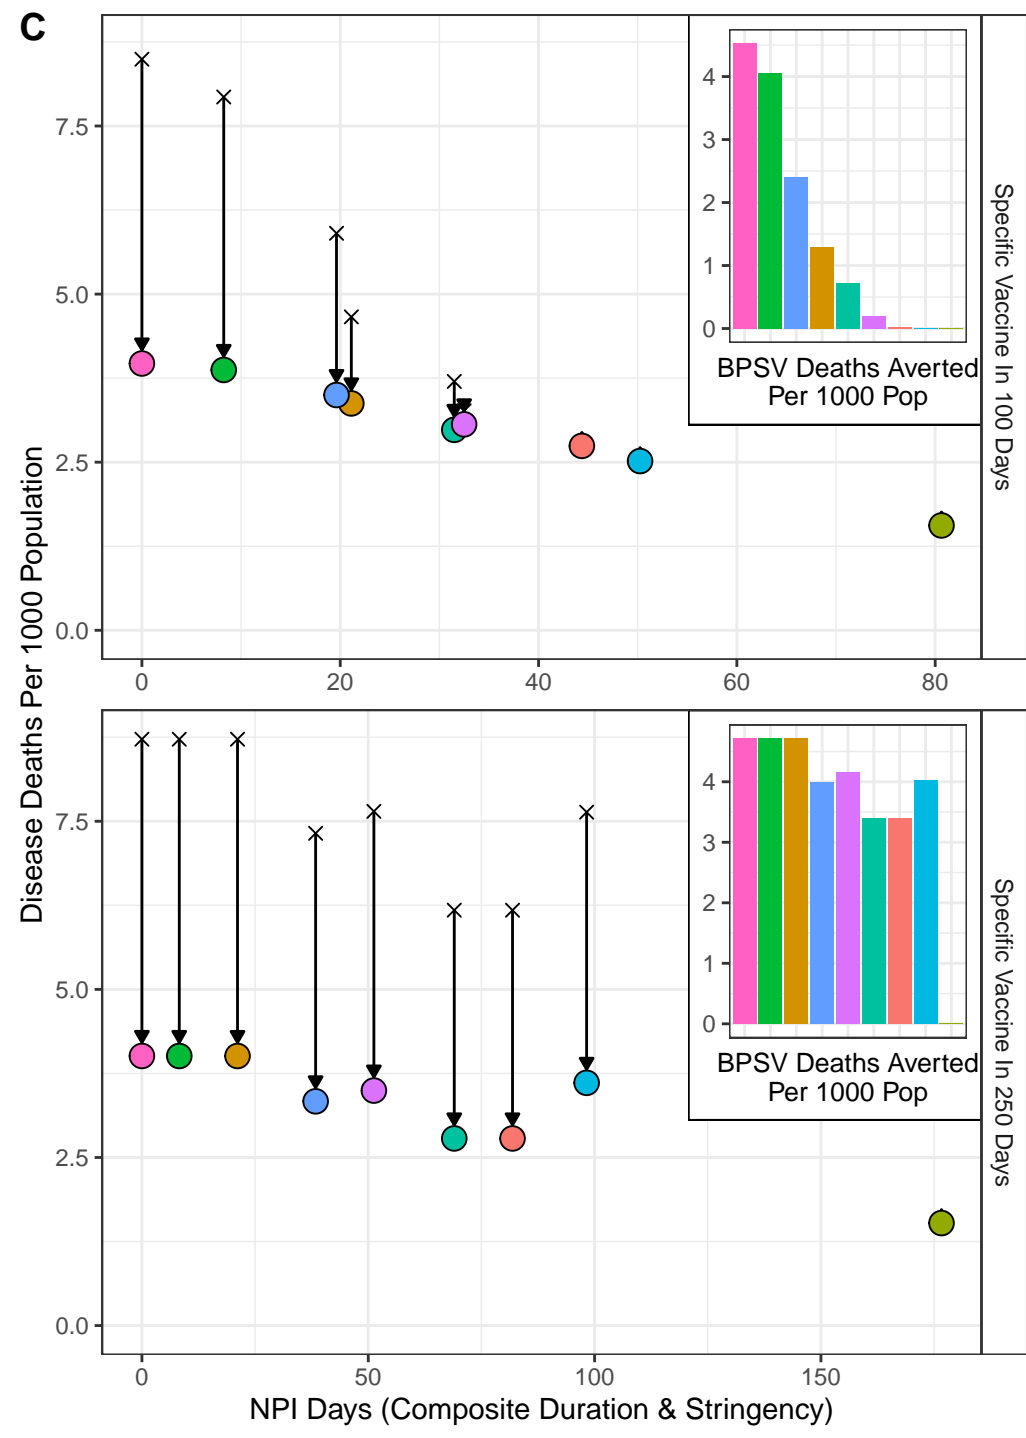 C
Disease Deaths Per 1000 Population
7.5
5.0
2.5
0.0
0 20 40 60 80
4
3
2
1
0
BPSV Deaths Averted
Per 1000 Pop
Specific Vaccine In 100 Days
7.5
5.0
2.5
0.0
0 50 100 150
4
3
2
1
0
BPSV Deaths Averted
Per 1000 Pop
Specific Vaccine In 250 Days
NPI Days (Composite Duration & Stringency)